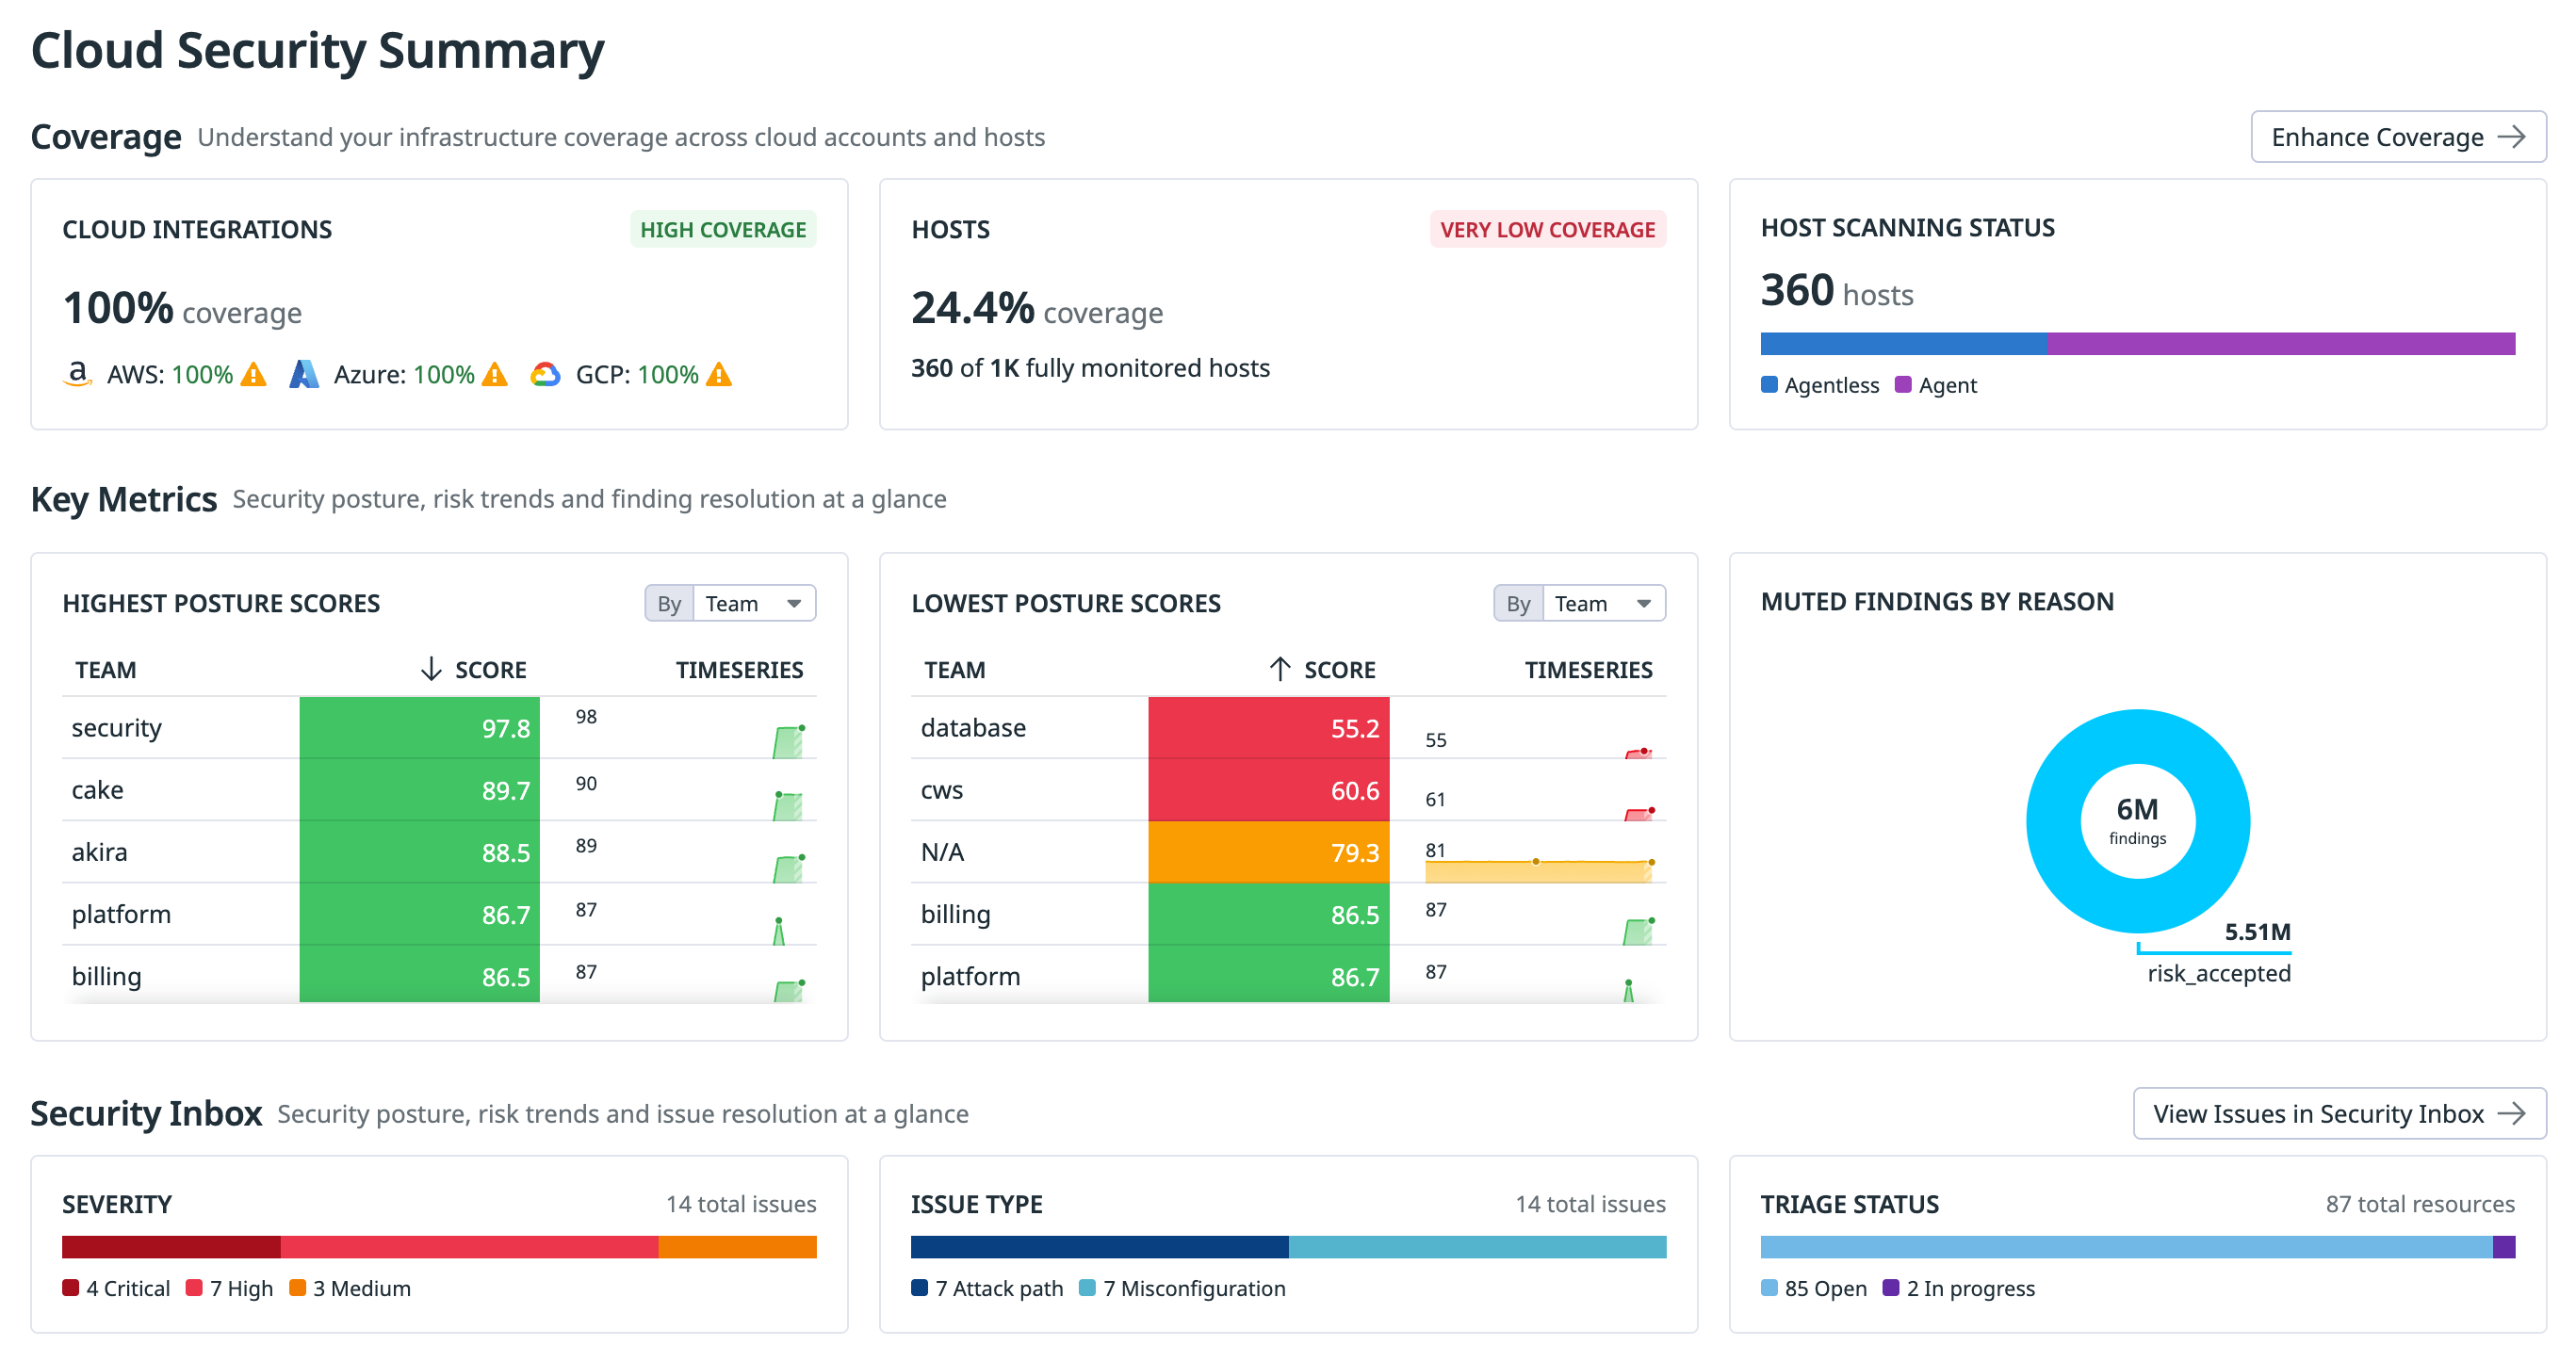 Cloud Security Summary
Coverage Understand your infrastructure coverage across cloud accounts and hosts
Enhance Coverage
CLOUD INTEGRATIONS
HIGH COVERAGE
100% coverage
AWS: 100% Azure: 100% GCP: 100%
HOSTS
VERY LOW COVERAGE
24.4% coverage
360 of 1K fully monitored hosts
HOST SCANNING STATUS
360 hosts
Agentless Agent
Key Metrics Security posture, risk trends and finding resolution at a glance
HIGHEST POSTURE SCORES
By Team
TEAM SCORE TIMESERIES
security 97.8 98
cake 89.7 90
akira 88.5 89
platform 86.7 87
billing 86.5 87
LOWEST POSTURE SCORES
By Team
TEAM SCORE TIMESERIES
database 55.2 55
cws 60.6 61
N/A 79.3 81
billing 86.5 87
platform 86.7 87
MUTED FINDINGS BY REASON
6M
findings
5.51M
risk_accepted
Security Inbox Security posture, risk trends and issue resolution at a glance
View Issues in Security Inbox
SEVERITY 14 total issues
4 Critical 7 High 3 Medium
ISSUE TYPE 14 total issues
7 Attack path 7 Misconfiguration
TRIAGE STATUS 87 total resources
85 Open 2 In progress